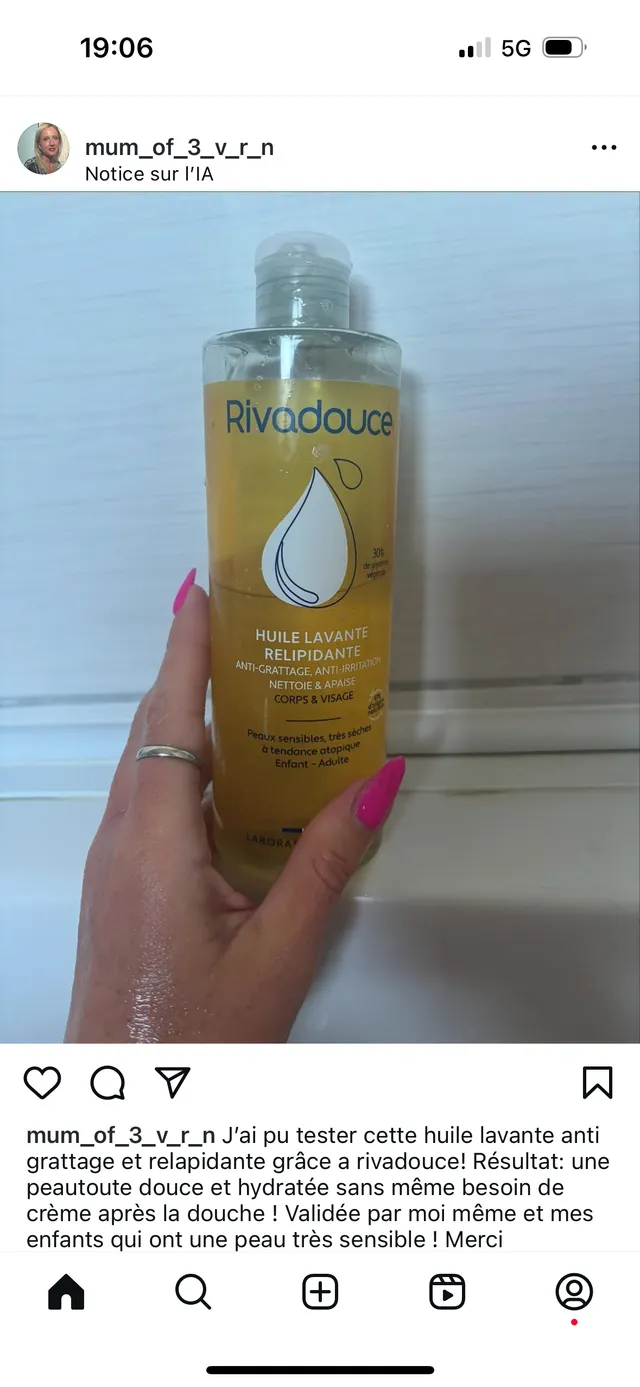 19:06
5G
mum_of_3_v_r_n
Notice sur l'IA
Rivadouce
30%
de glycérine
végétale
HUILE LAVANTE
RELIPIDANTE
ANTI-GRATTAGE, ANTI-IRRITATION
NETTOIE & APAISE
CORPS & VISAGE
Peaux sensibles, très sèches
à tendance atopique
Enfant - Adulte
mum_of_3_v_r_n J'ai pu tester cette huile lavante anti
grattage et relapidante grâce a rivadouce! Résultat: une
peautoute douce et hydratée sans même besoin de
crème après la douche ! Validée par moi même et mes
enfants qui ont une peau très sensible ! Merci